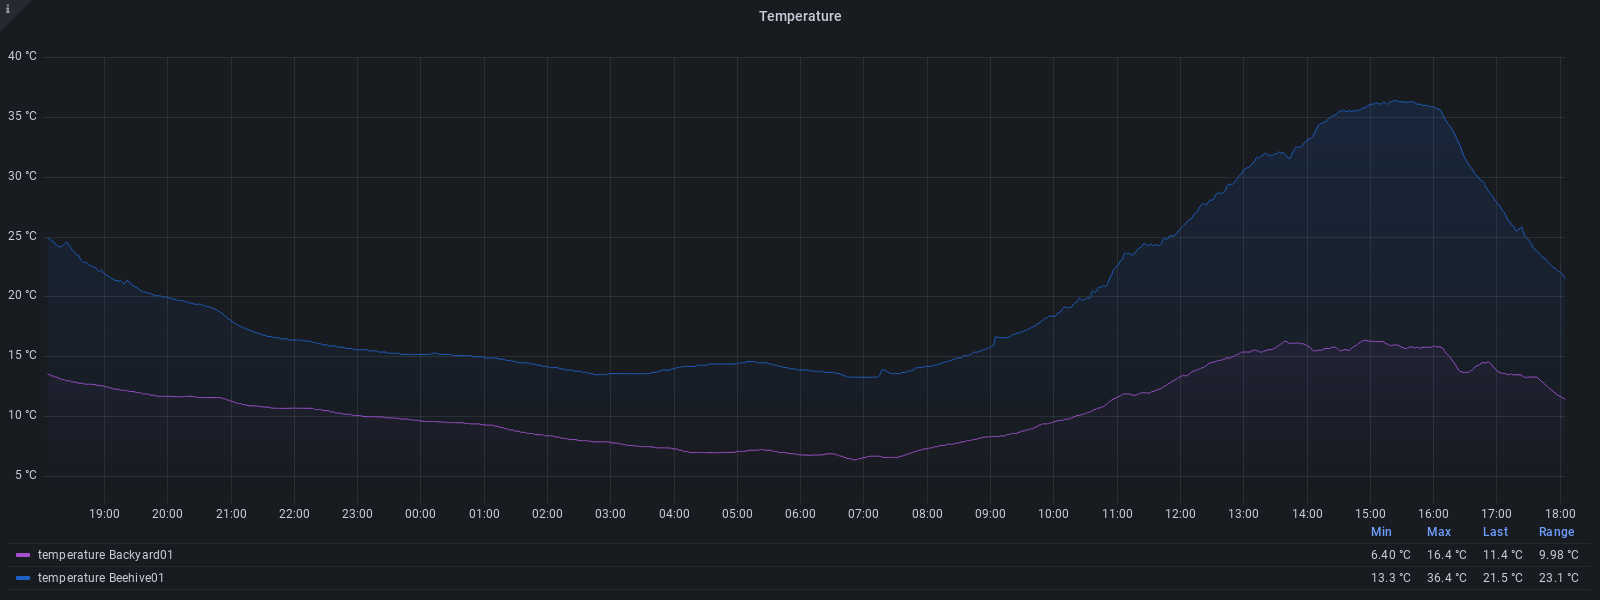 i
Temperature
40 °C
35 °C
30 °C
25 °C
20 °C
15 °C
10 °C
5 °C
19:00 20:00 21:00 22:00 23:00 00:00 01:00 02:00 03:00 04:00 05:00 06:00 07:00 08:00 09:00 10:00 11:00 12:00 13:00 14:00 15:00 16:00 17:00 18:00
Min Max Last Range
temperature Backyard01 6.40 °C 16.4 °C 11.4 °C 9.98 °C
temperature Beehive01 13.3 °C 36.4 °C 21.5 °C 23.1 °C